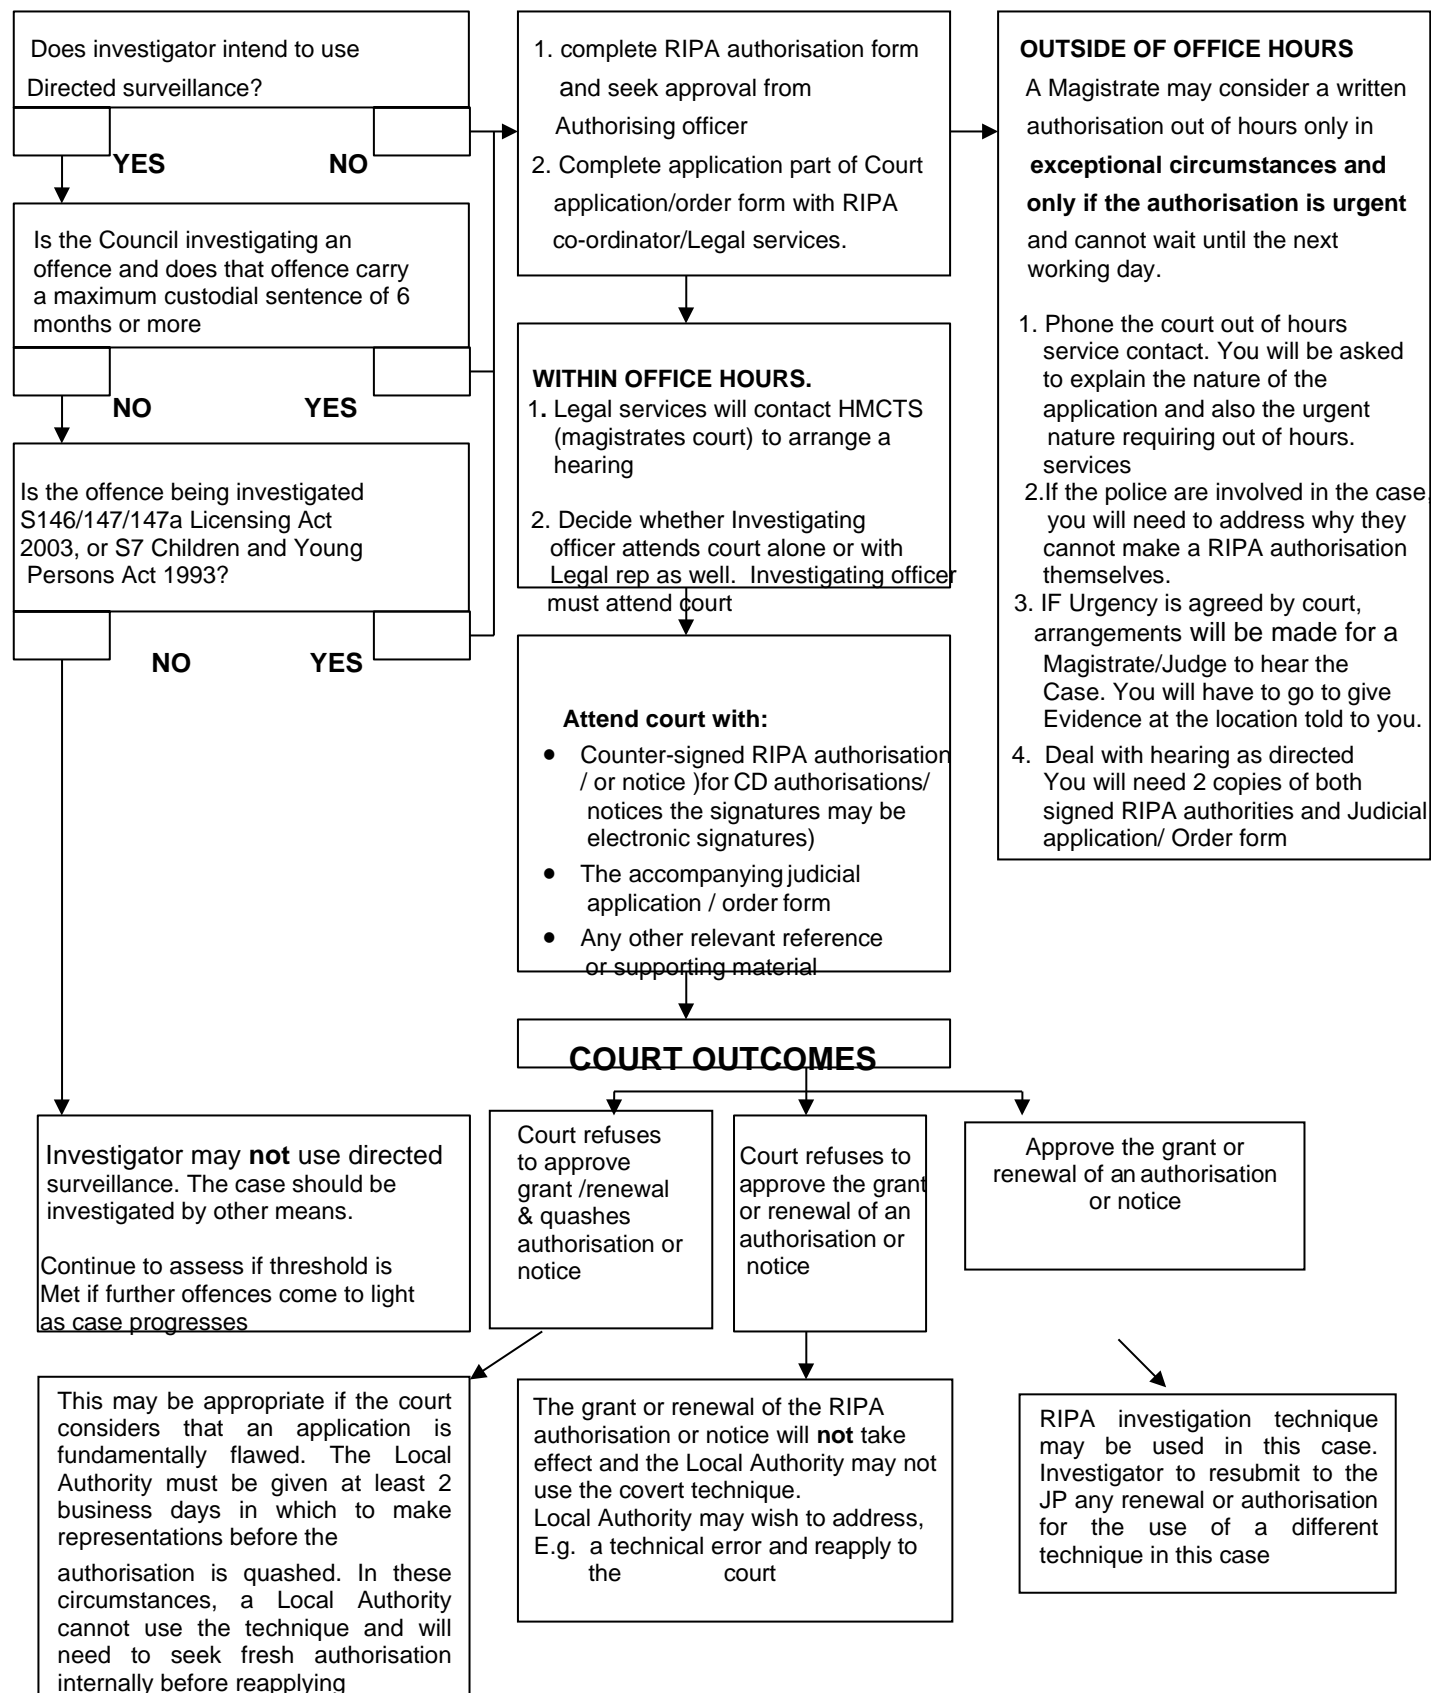 Does investigator intend to use
Directed surveillance?
YES NO
Is the Council investigating an
offence and does that offence carry
a maximum custodial sentence of 6
months or more
NO YES
Is the offence being investigated
S146/147/147a Licensing Act
2003, or S7 Children and Young
Persons Act 1993?
NO YES
1. complete RIPA authorisation form
and seek approval from
Authorising officer
2. Complete application part of Court
application/order form with RIPA
co-ordinator/Legal services.
WITHIN OFFICE HOURS.
1. Legal services will contact HMCTS
(magistrates court) to arrange a
hearing
2. Decide whether Investigating
officer attends court alone or with
Legal rep as well. Investigating officer
must attend court
Attend court with:
• Counter-signed RIPA authorisation
/ or notice )for CD authorisations/
notices the signatures may be
electronic signatures)
• The accompanying judicial
application / order form
• Any other relevant reference
or supporting material
OUTSIDE OF OFFICE HOURS
A Magistrate may consider a written
authorisation out of hours only in
exceptional circumstances and
only if the authorisation is urgent
and cannot wait until the next
working day.
1. Phone the court out of hours
service contact. You will be asked
to explain the nature of the
application and also the urgent
nature requiring out of hours.
services
2.If the police are involved in the case,
you will need to address why they
cannot make a RIPA authorisation
themselves.
3. IF Urgency is agreed by court,
arrangements will be made for a
Magistrate/Judge to hear the
Case. You will have to go to give
Evidence at the location told to you.
4. Deal with hearing as directed
You will need 2 copies of both
signed RIPA authorities and Judicial
application/ Order form
COURT OUTCOMES
Investigator may not use directed
surveillance. The case should be
investigated by other means.
Continue to assess if threshold is
Met if further offences come to light
as case progresses
Court refuses
to approve
grant /renewal
& quashes
authorisation or
notice
Court refuses to
approve the grant
or renewal of an
authorisation or
notice
Approve the grant or
renewal of an authorisation
or notice
This may be appropriate if the court
considers that an application is
fundamentally flawed. The Local
Authority must be given at least 2
business days in which to make
representations before the
authorisation is quashed. In these
circumstances, a Local Authority
cannot use the technique and will
need to seek fresh authorisation
internally before reapplying
The grant or renewal of the RIPA
authorisation or notice will not take
effect and the Local Authority may not
use the covert technique.
Local Authority may wish to address,
E.g. a technical error and reapply to
the court
RIPA investigation technique
may be used in this case.
Investigator to resubmit to the
JP any renewal or authorisation
for the use of a different
technique in this case